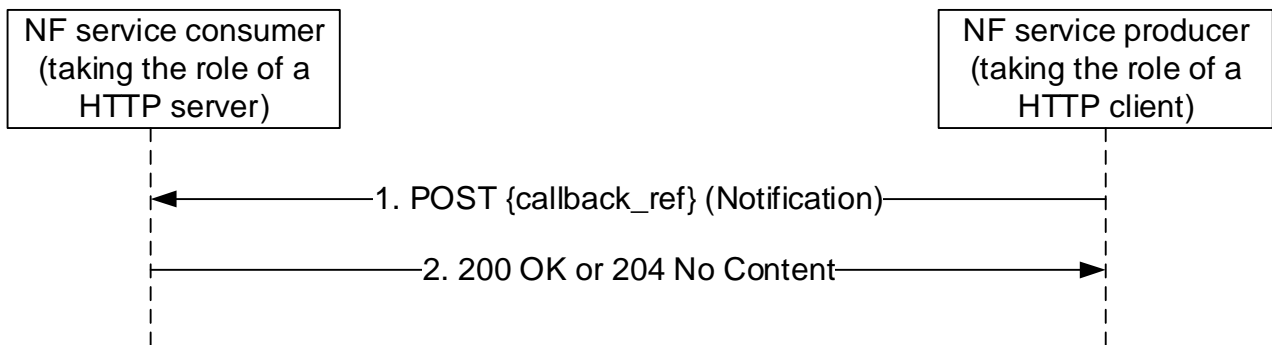 NF service consumer
(taking the role of a
HTTP server)
NF service producer
(taking the role of a
HTTP client)
1. POST {callback_ref} (Notification)
2. 200 OK or 204 No Content